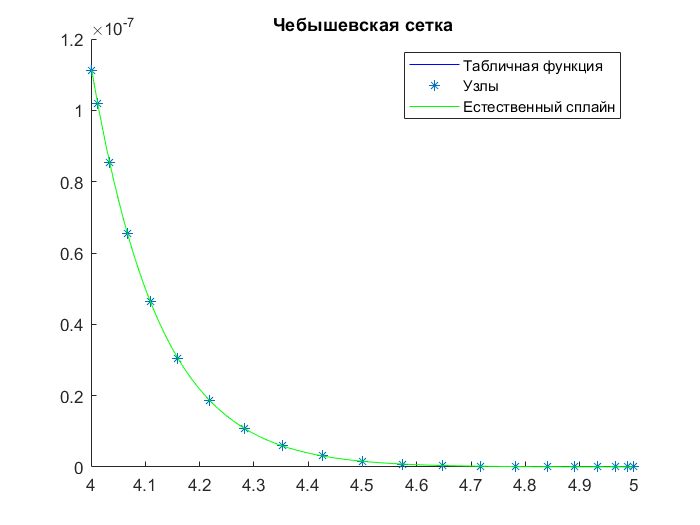 Чебышевская сетка
×10⁻⁷
1.2
1
0.8
0.6
0.4
0.2
0
4 4.1 4.2 4.3 4.4 4.5 4.6 4.7 4.8 4.9 5
Табличная функция
Узлы
Естественный сплайн